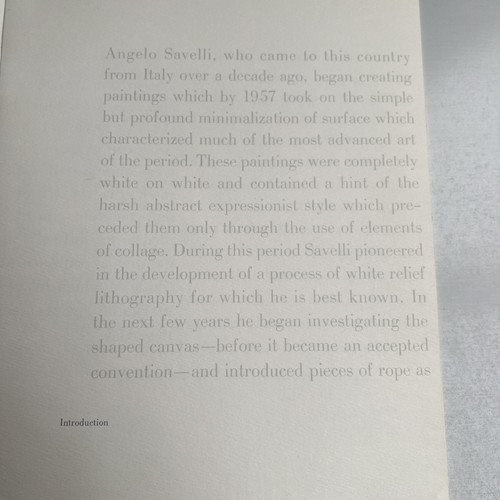 Angelo Savelli, who came to this country
from Italy over a decade ago, began creating
paintings which by 1957 took on the simple
but profound minimalization of surface which
characterized much of the most advanced art
of the period. These paintings were completely
white on white and contained a hint of the
harsh abstract expressionist style which pre-
ceded them only through the use of elements
of collage. During this period Savelli pioneered
in the development of a process of white relief
lithography for which he is best known. In
the next few years he began investigating the
shaped canvas—before it became an accepted
convention—and introduced pieces of rope as
Introduction